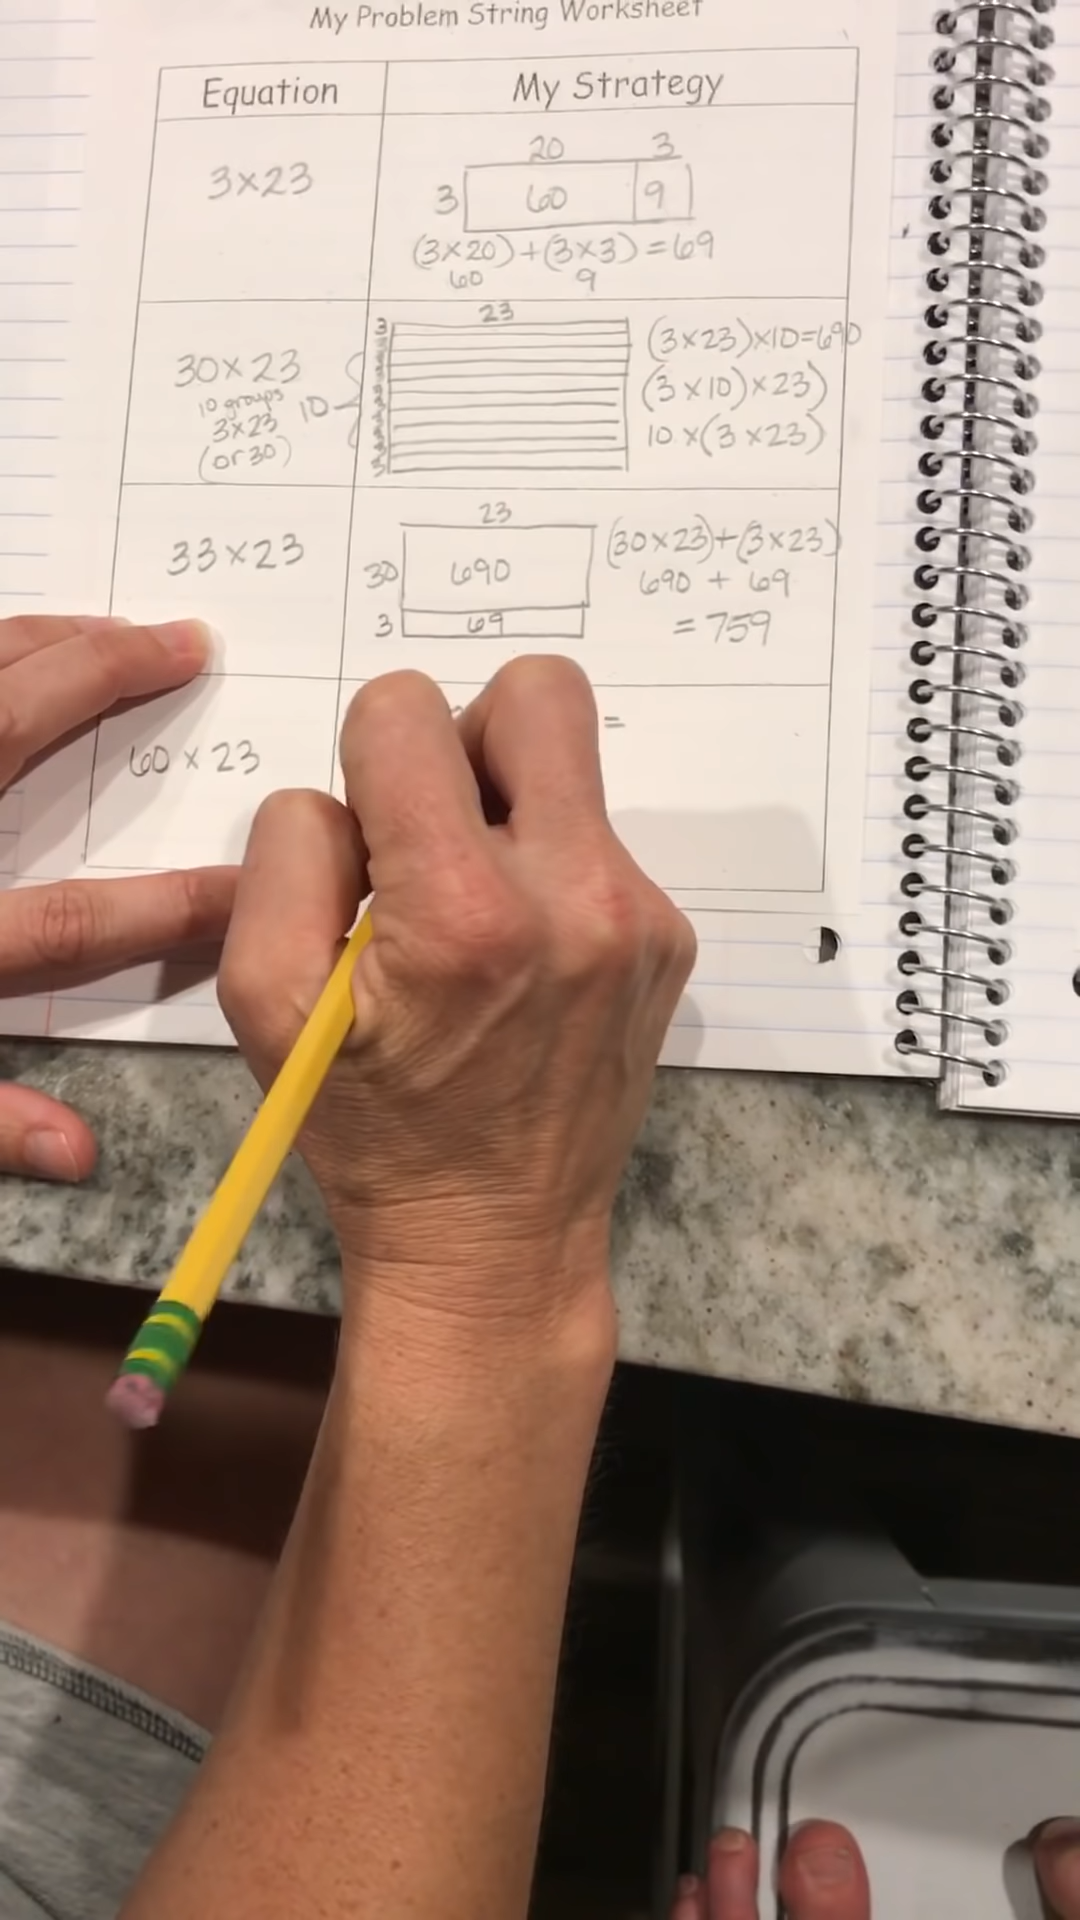 My Problem String Worksheet
Equation
My Strategy
3×23
20 3
3 60 9
(3×20)+(3×3)=69
60 9
30×23
10 groups
3×23
(or 30)
10
23
(3×23)×10=690
(3×10)×23)
10×(3×23)
33×23
23
30 690
3 69
(30×23)+(3×23)
690 + 69
= 759
60 × 23
=